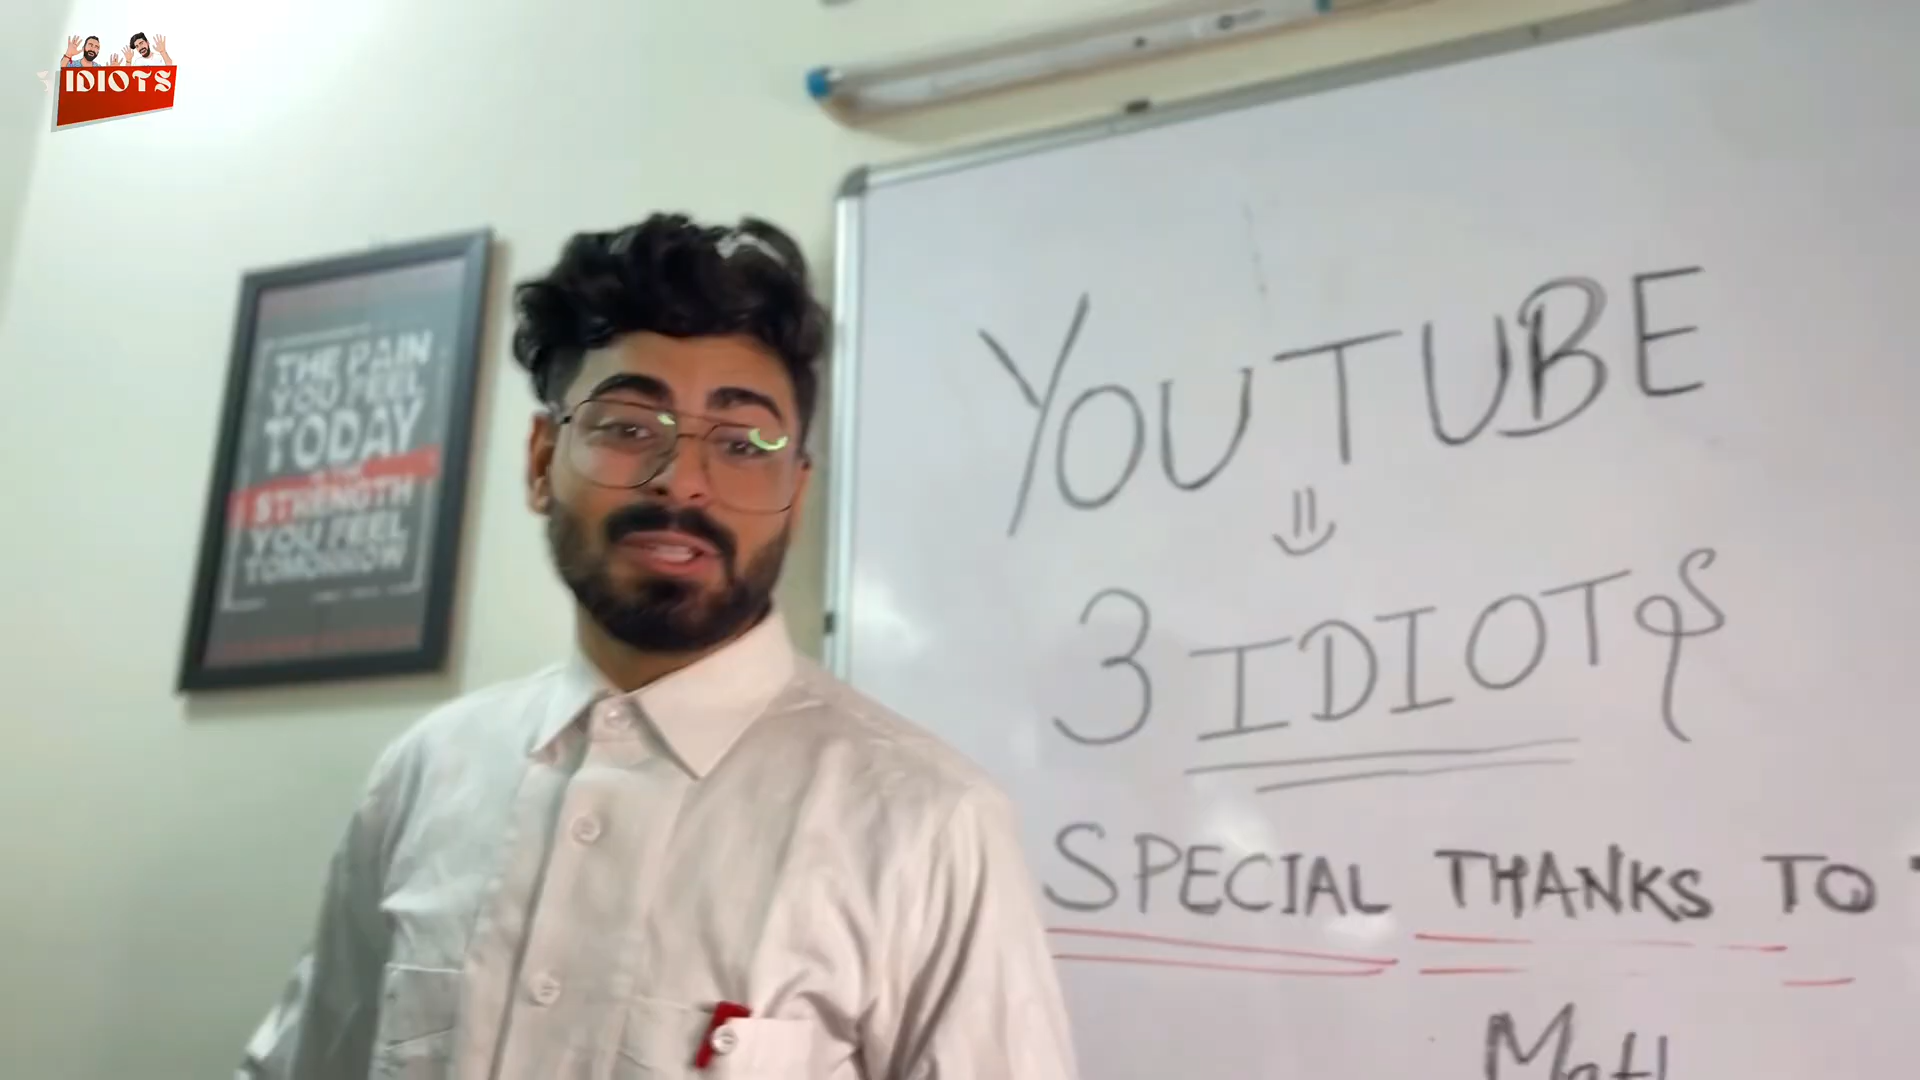 IDIOTS
THE PAIN
YOU FEEL
TODAY
STRENGTH
YOU FEEL
TOMORROW
YOUTUBE
3 IDIOTS
SPECIAL THANKS TO